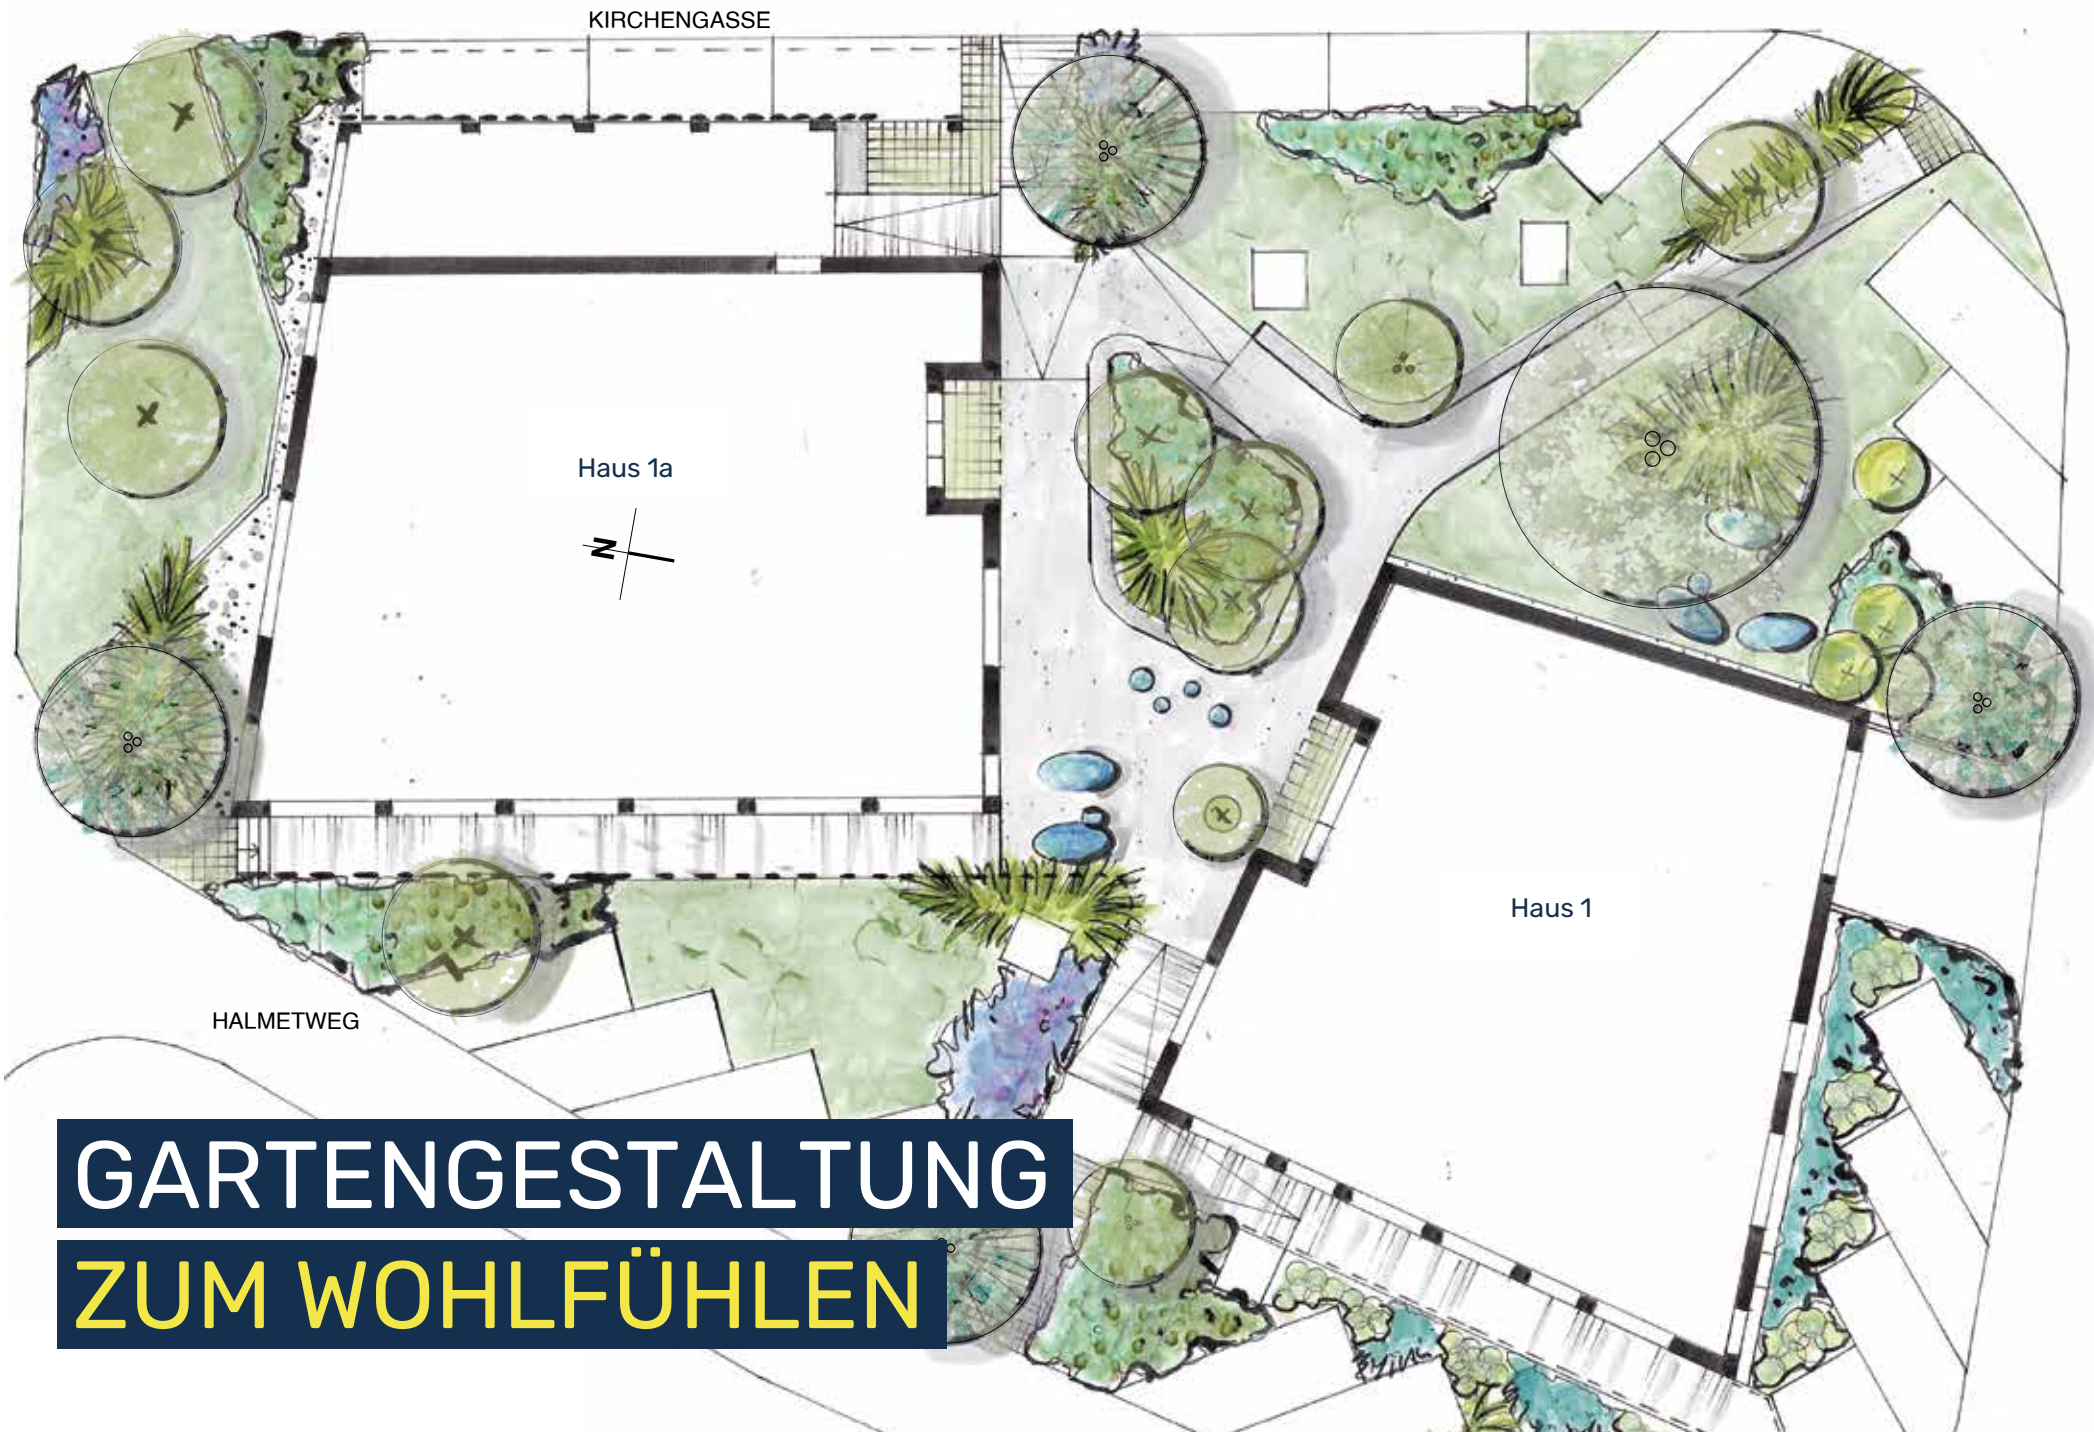 KIRCHENGASSE
Haus 1a
N
Haus 1
HALMETWEG
GARTENGESTALTUNG
ZUM WOHLFÜHLEN